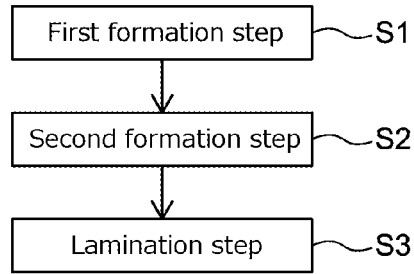 First formation step S1
Second formation step S2
Lamination step S3